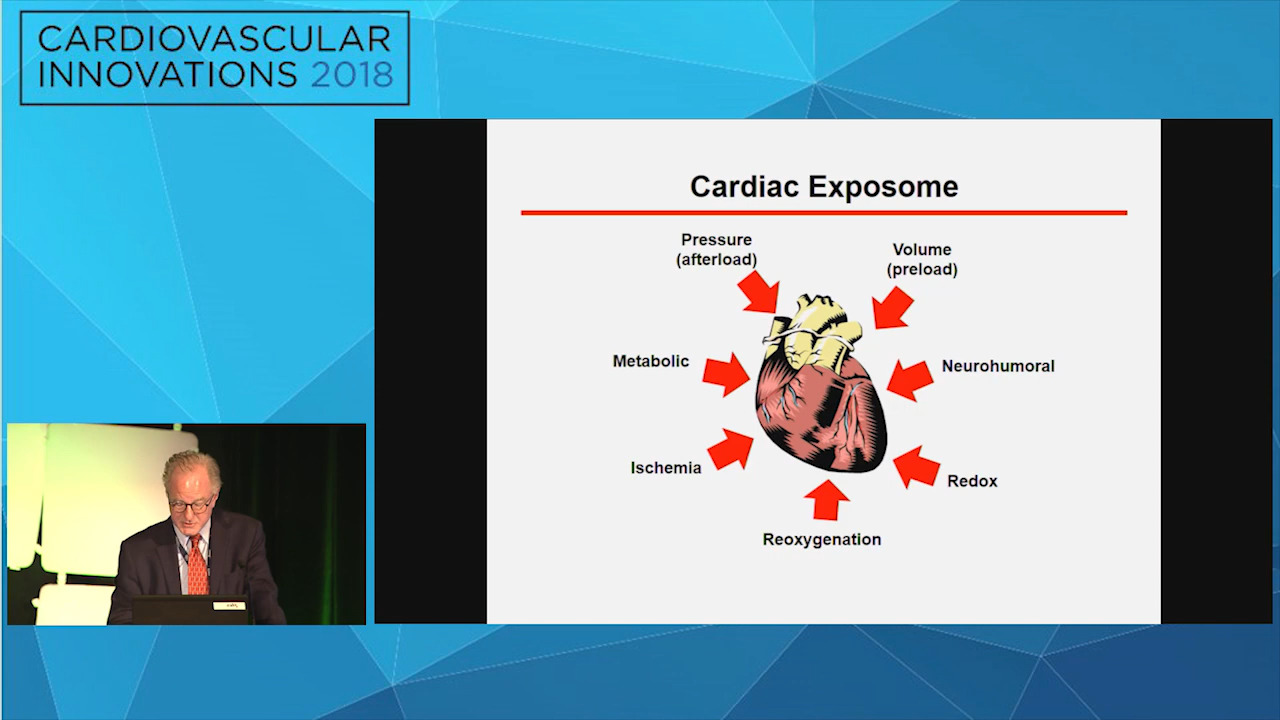 CARDIOVASCULAR
INNOVATIONS 2018
Cardiac Exposome
Pressure
(afterload)
Volume
(preload)
Metabolic
Neurohumoral
Ischemia
Redox
Reoxygenation